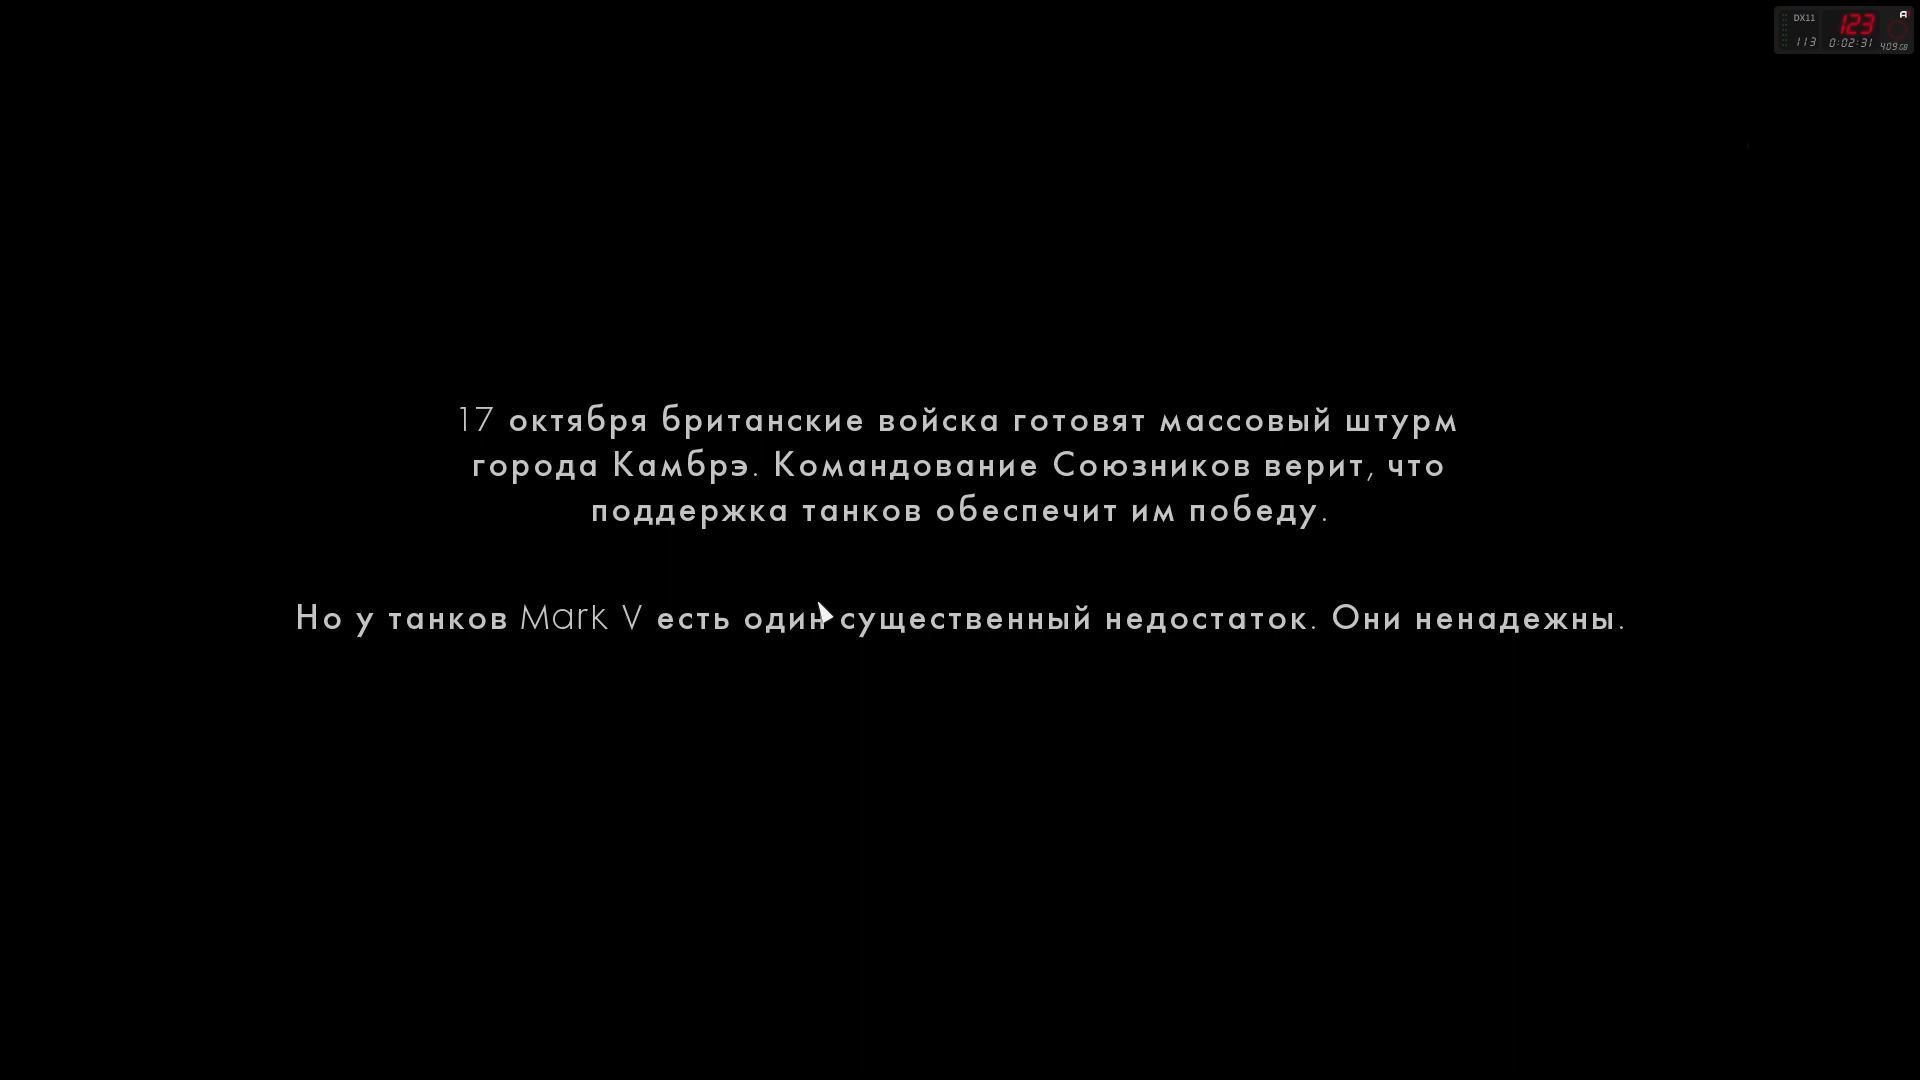 DX11 123
113 0:02:31 409GB
17 октября британские войска готовят массовый штурм
города Камбрэ. Командование Союзников верит, что
поддержка танков обеспечит им победу.
Но у танков Mark V есть один существенный недостаток. Они ненадежны.